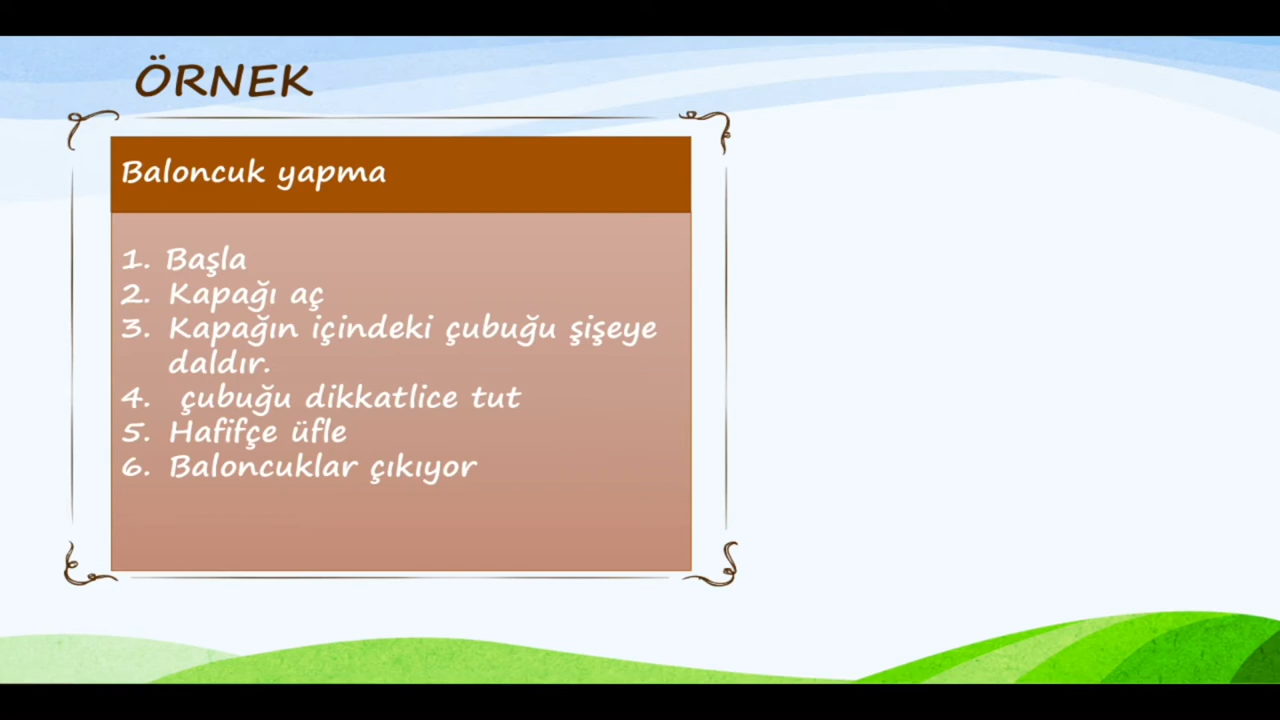 ÖRNEK
Baloncuk yapma
1. Başla
2. Kapağı aç
3. Kapağın içindeki çubuğu şişeye
daldır.
4. çubuğu dikkatlice tut
5. Hafifçe üfle
6. Baloncuklar çıkıyor